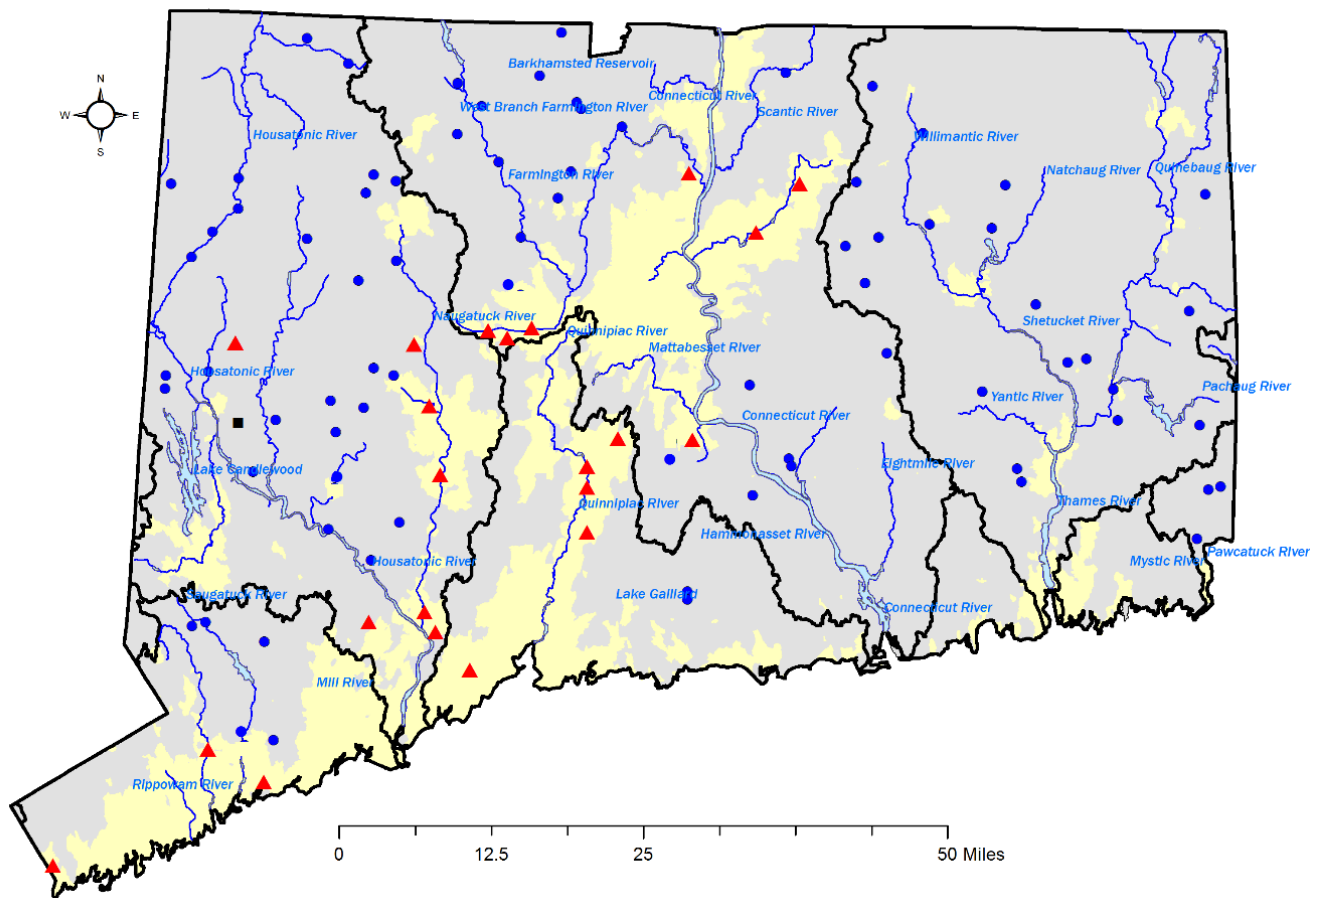 Barkhamsted Reservoir
N
Connecticut River
West Branch Farmington River
Scantic River
W
E
Housatonic River
Willimantic River
S
Natchaug River
Quinebaug River
Farmington River
Naugatuck River
Shetucket River
Quinnipiac River
Mattabesset River
Housatonic River
Pachaug River
Yantic River
Connecticut River
Eightmile River
Lake Candlewood
Thames River
Quinnipiac River
Hammonasset River
Pawcatuck River
Mystic River
Housatonic River
Saugatuck River
Lake Gaillard
Connecticut River
Mill River
Rippowam River
0
12.5
25
50 Miles